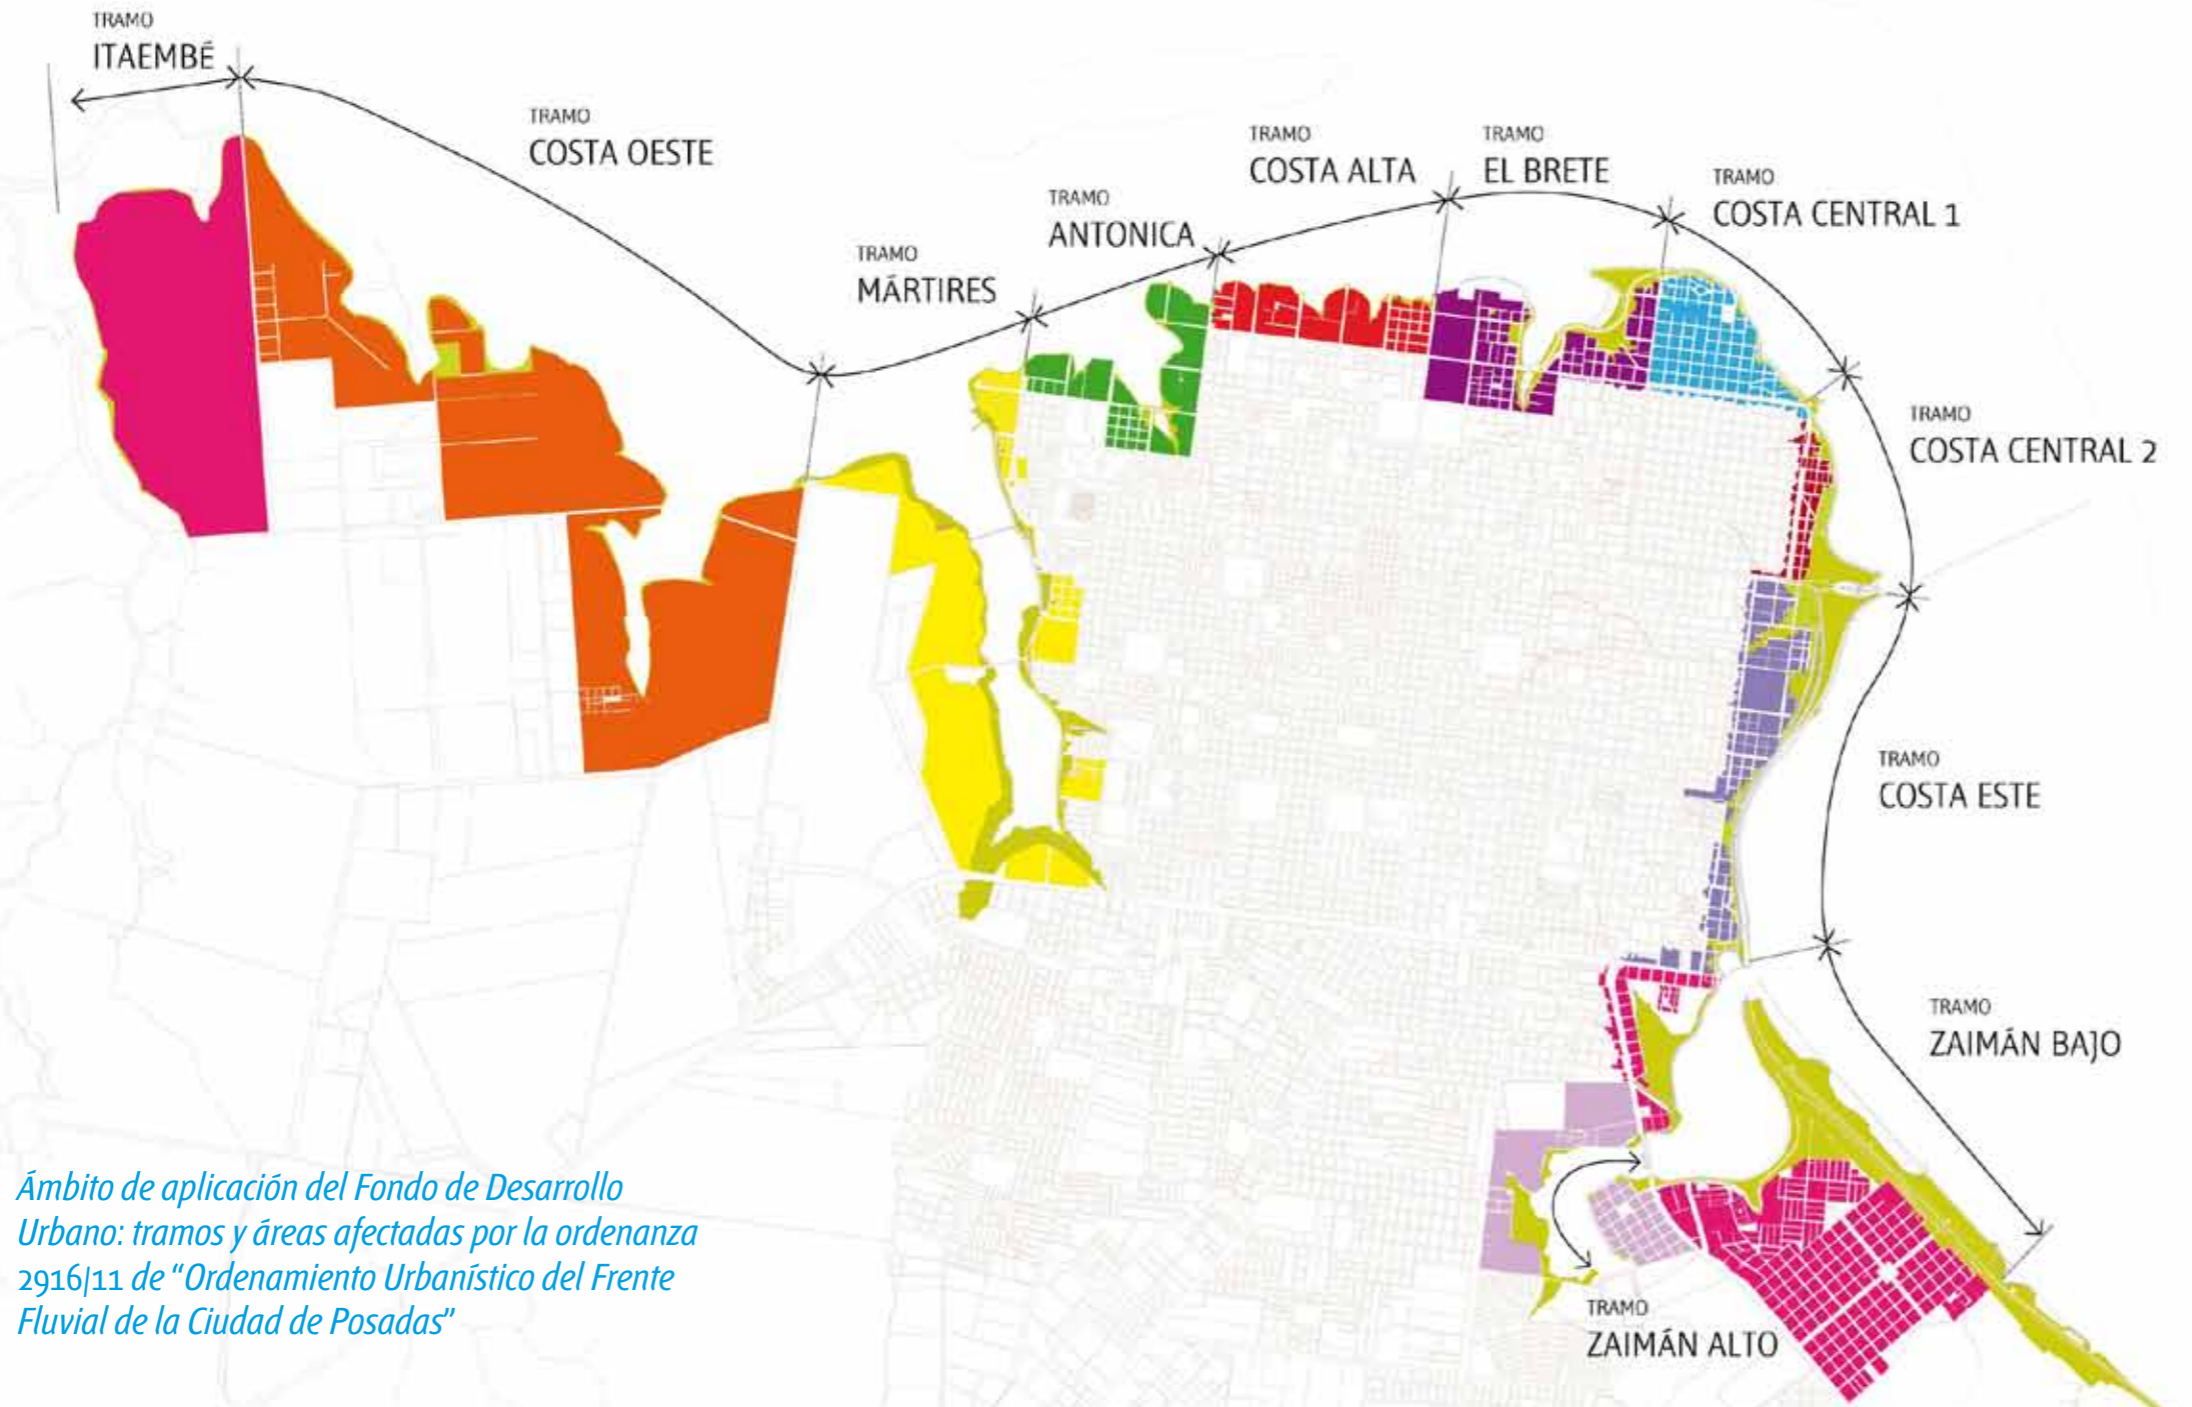 TRAMO
ITAEMBÉ
TRAMO
COSTA OESTE
TRAMO
MÁRTIRES
TRAMO
ANTONICA
TRAMO
COSTA ALTA
TRAMO
EL BRETE
TRAMO
COSTA CENTRAL 1
TRAMO
COSTA CENTRAL 2
TRAMO
COSTA ESTE
TRAMO
ZAIMÁN BAJO
TRAMO
ZAIMÁN ALTO
Ámbito de aplicación del Fondo de Desarrollo
Urbano: tramos y áreas afectadas por la ordenanza
2916/11 de “Ordenamiento Urbanístico del Frente
Fluvial de la Ciudad de Posadas”